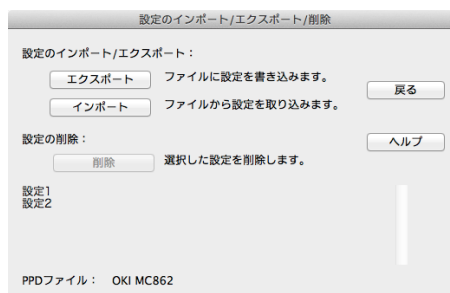 設定のインポート/エクスポート/削除
設定のインポート/エクスポート：
エクスポート ファイルに設定を書き込みます。
戻る
インポート ファイルから設定を取り込みます。
設定の削除：
ヘルプ
削除 選択した設定を削除します。
設定1
設定2
PPDファイル： OKI MC862